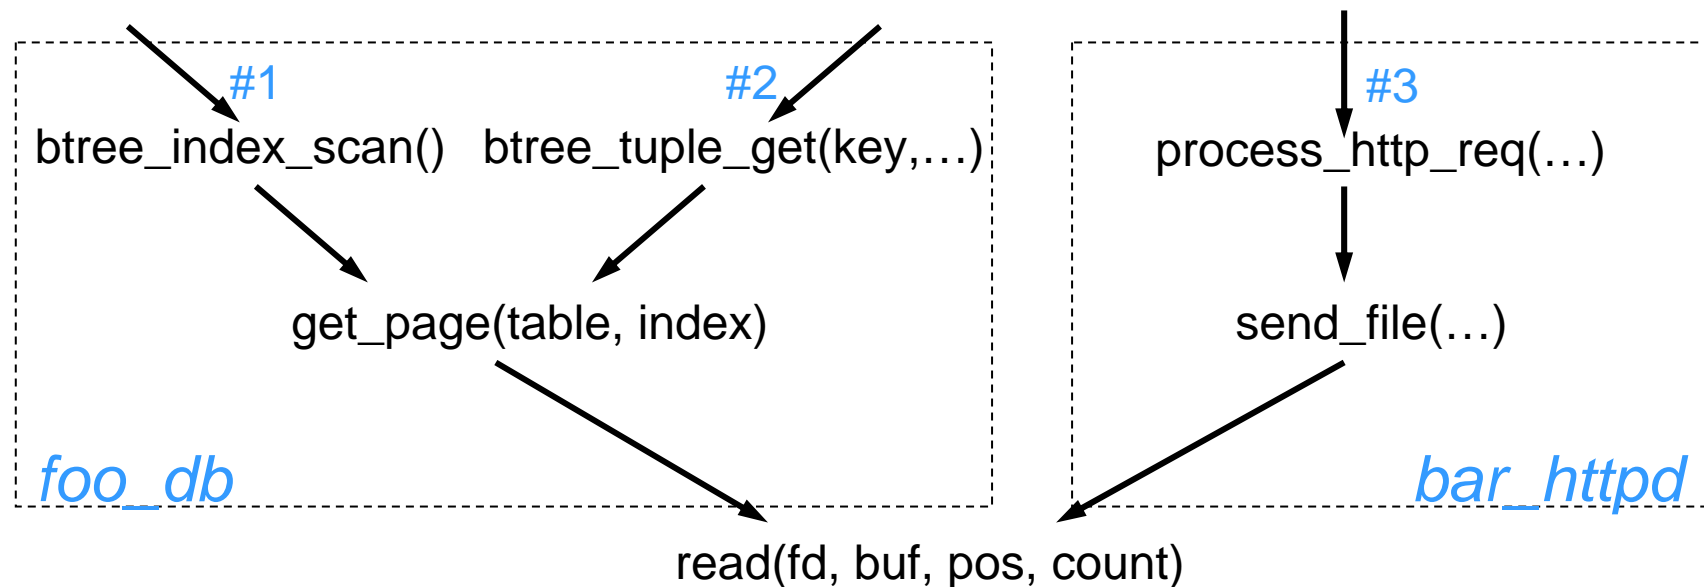 #1
#2
#3
btree_index_scan()
btree_tuple_get(key,…)
process_http_req(…)
get_page(table, index)
send_file(…)
foo_db
bar_httpd
read(fd, buf, pos, count)